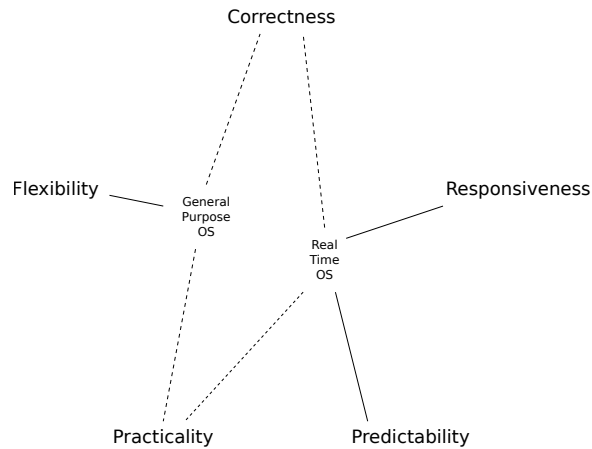 Correctness
Flexibility
Responsiveness
General
Purpose
OS
Real
Time
OS
Practicality
Predictability